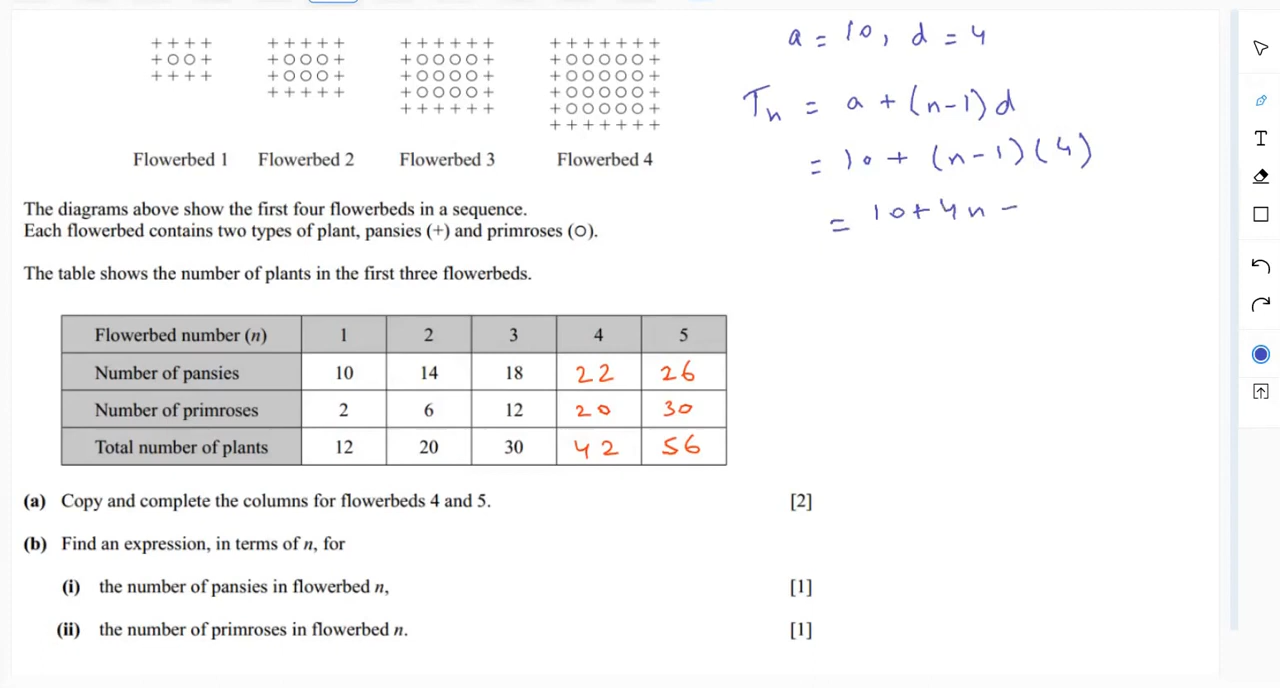 + + + +
+ O O +
+ + + +
+ + + + +
+ O O O +
+ O O O +
+ + + + +
+ + + + + +
+ O O O O +
+ O O O O +
+ O O O O +
+ + + + + +
+ + + + + + +
+ O O O O O +
+ O O O O O +
+ O O O O O +
+ O O O O O +
+ + + + + + +
Flowerbed 1 Flowerbed 2 Flowerbed 3 Flowerbed 4
a = 10, d = 4
Tn = a + (n-1) d
= 10 + (n-1)(4)
= 10 + 4n -
The diagrams above show the first four flowerbeds in a sequence.
Each flowerbed contains two types of plant, pansies (+) and primroses (O).
The table shows the number of plants in the first three flowerbeds.
Flowerbed number (n) 1 2 3 4 5
Number of pansies 10 14 18 22 26
Number of primroses 2 6 12 20 30
Total number of plants 12 20 30 42 56
(a) Copy and complete the columns for flowerbeds 4 and 5. [2]
(b) Find an expression, in terms of n, for
(i) the number of pansies in flowerbed n, [1]
(ii) the number of primroses in flowerbed n. [1]
T